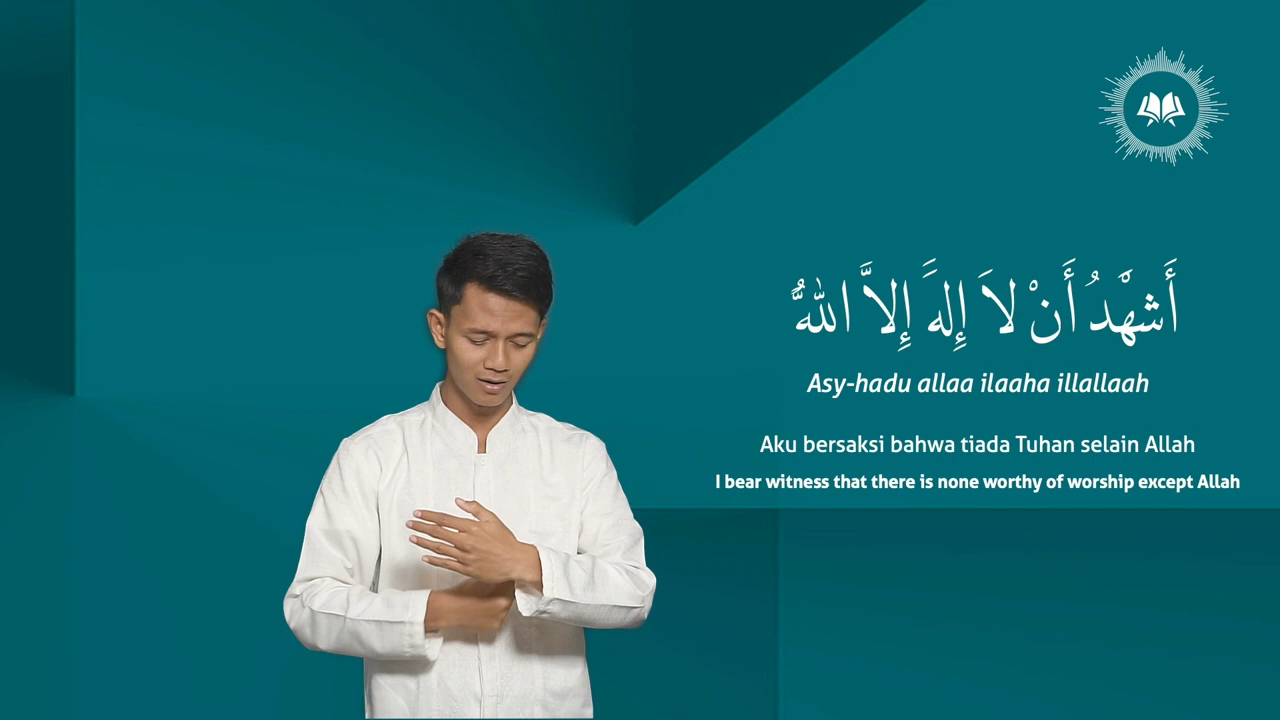 أَشْهَدُ أَنْ لاَ إِلهََ إِلاَّ اللهُ
Asy-hadu allaa ilaaha illallaah
Aku bersaksi bahwa tiada Tuhan selain Allah
I bear witness that there is none worthy of worship except Allah